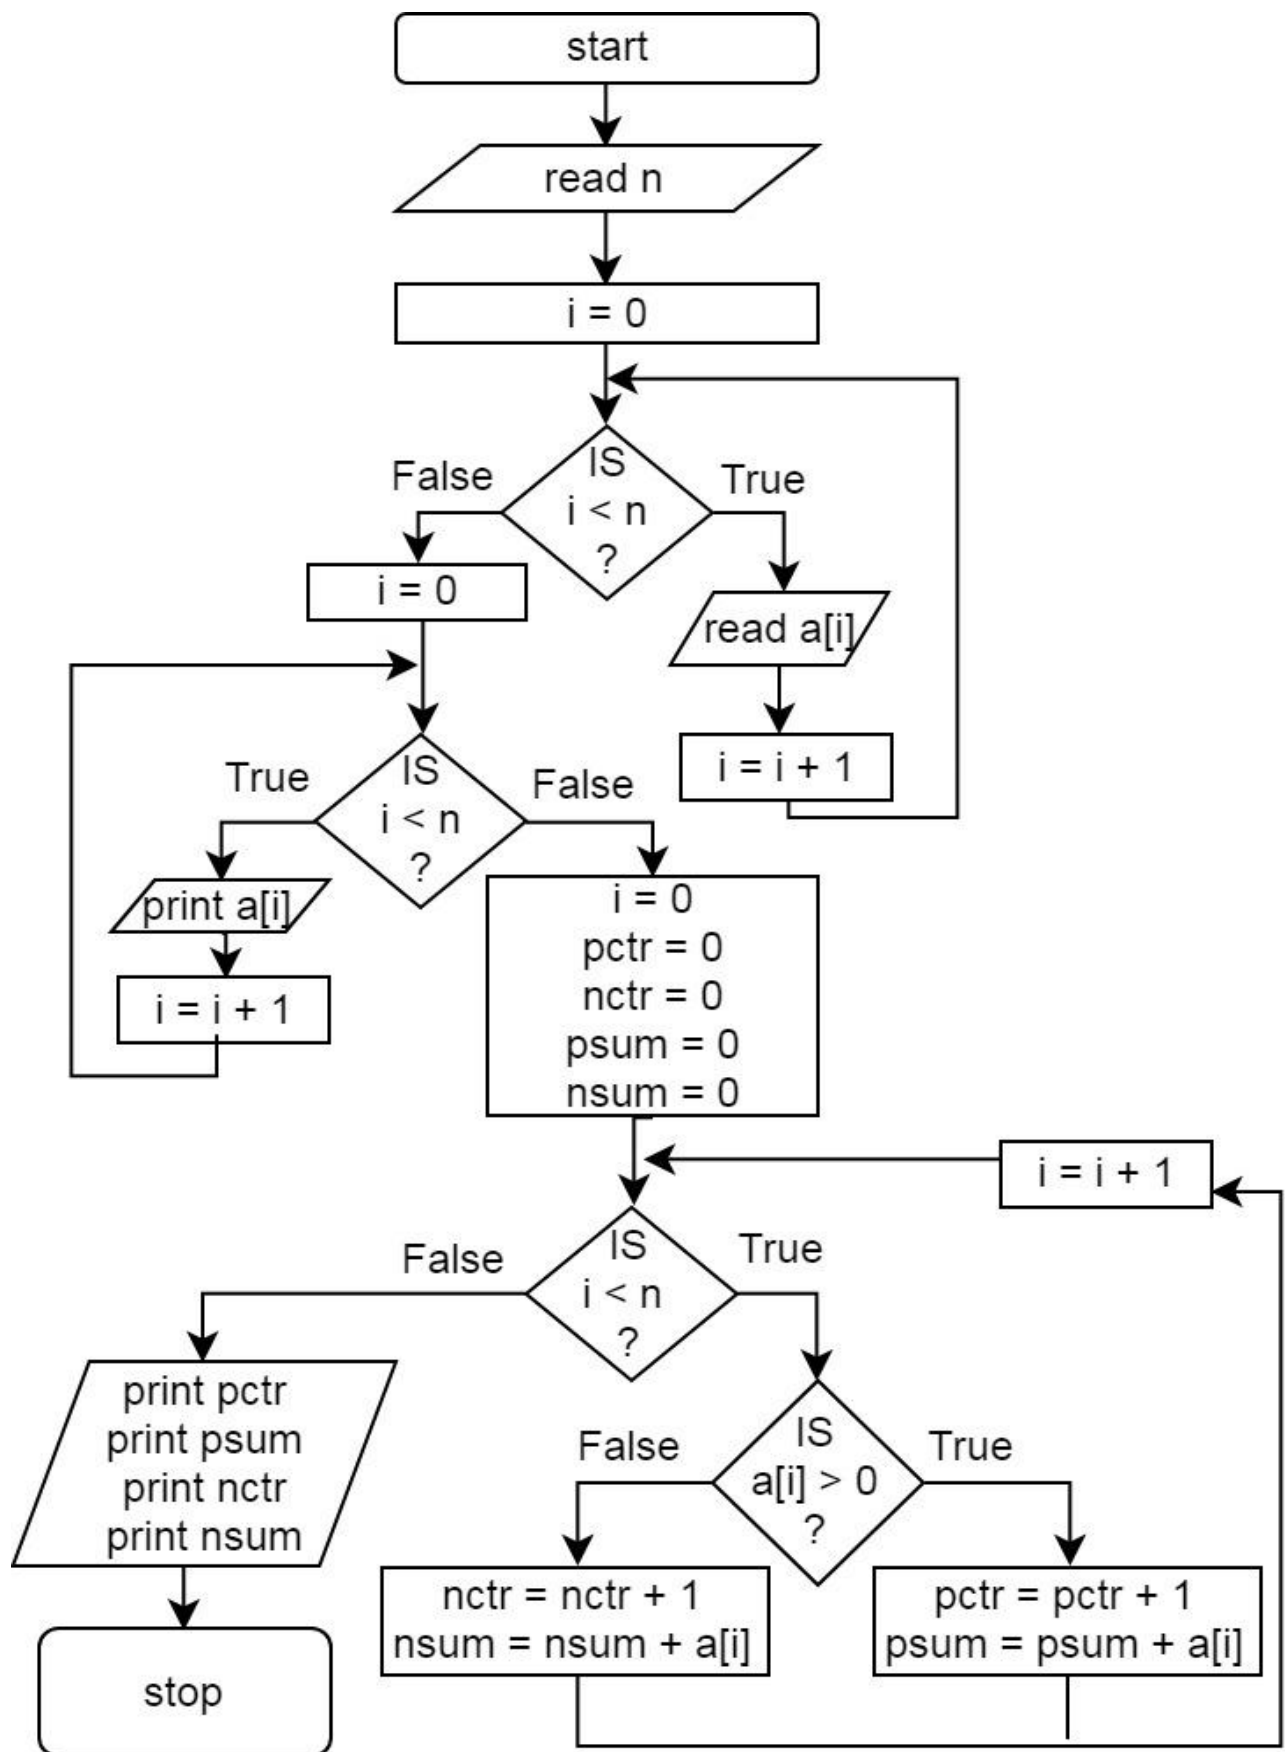 start
read n
i = 0
IS
i < n
?
False
True
i = 0
read a[i]
i = i + 1
IS
i < n
?
True
False
print a[i]
i = i + 1
i = 0
pctr = 0
nctr = 0
psum = 0
nsum = 0
i = i + 1
IS
i < n
?
False
True
print pctr
print psum
print nctr
print nsum
stop
IS
a[i] > 0
?
False
True
nctr = nctr + 1
nsum = nsum + a[i]
pctr = pctr + 1
psum = psum + a[i]